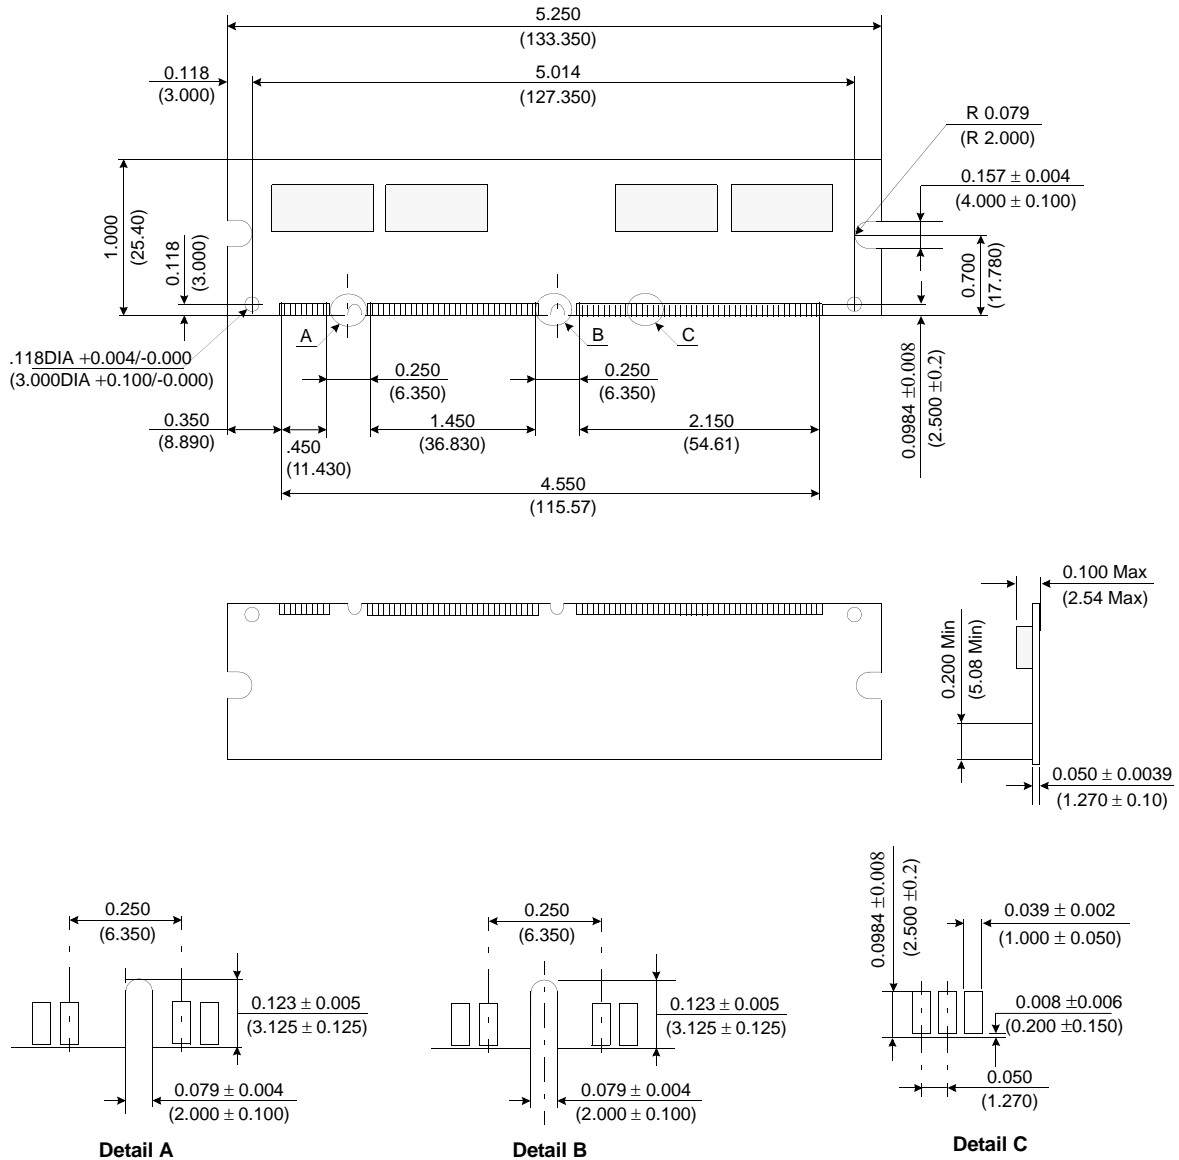 5.250
(133.350)
0.118
(3.000)
5.014
(127.350)
R 0.079
(R 2.000)
0.157 ± 0.004
(4.000 ± 0.100)
1.000
(25.40)
0.118
(3.000)
0.700
(17.780)
A
B
C
.118DIA +0.004/-0.000
(3.000DIA +0.100/-0.000)
0.250
(6.350)
0.250
(6.350)
0.0984 ±0.008
(2.500 ±0.2)
0.350
(8.890)
.450
(11.430)
1.450
(36.830)
2.150
(54.61)
4.550
(115.57)
0.100 Max
(2.54 Max)
0.200 Min
(5.08 Min)
0.050 ± 0.0039
(1.270 ± 0.10)
0.250
(6.350)
0.123 ± 0.005
(3.125 ± 0.125)
0.079 ± 0.004
(2.000 ± 0.100)
Detail A
0.250
(6.350)
0.123 ± 0.005
(3.125 ± 0.125)
0.079 ± 0.004
(2.000 ± 0.100)
Detail B
0.0984 ±0.008
(2.500 ±0.2)
0.039 ± 0.002
(1.000 ± 0.050)
0.008 ±0.006
(0.200 ±0.150)
0.050
(1.270)
Detail C